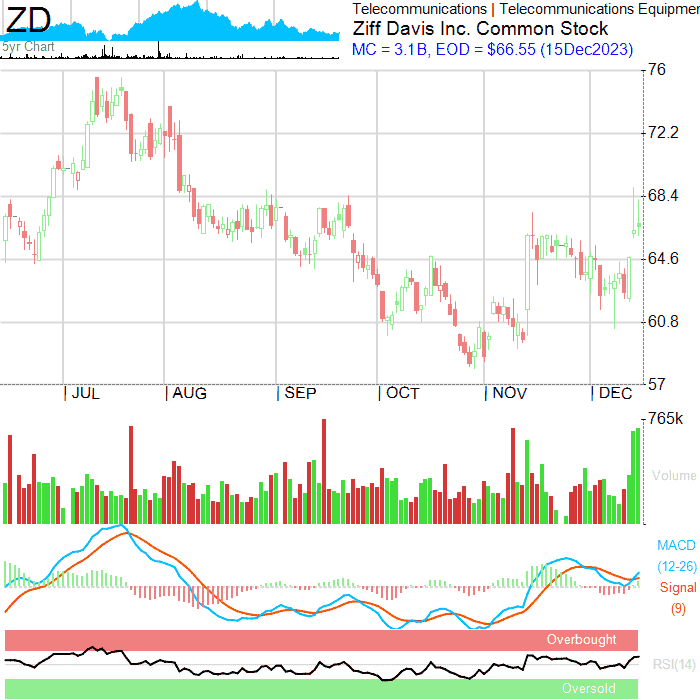 ZD
5yr Chart
Telecommunications | Telecommunications Equipmen
Ziff Davis Inc. Common Stock
MC = 3.1B, EOD = $66.55 (15Dec2023)
76
72.2
68.4
64.6
60.8
57
JUL
AUG
SEP
OCT
NOV
DEC
765k
Volume
MACD
(12-26)
Signal
(9)
Overbought
RSI(14)
Oversold